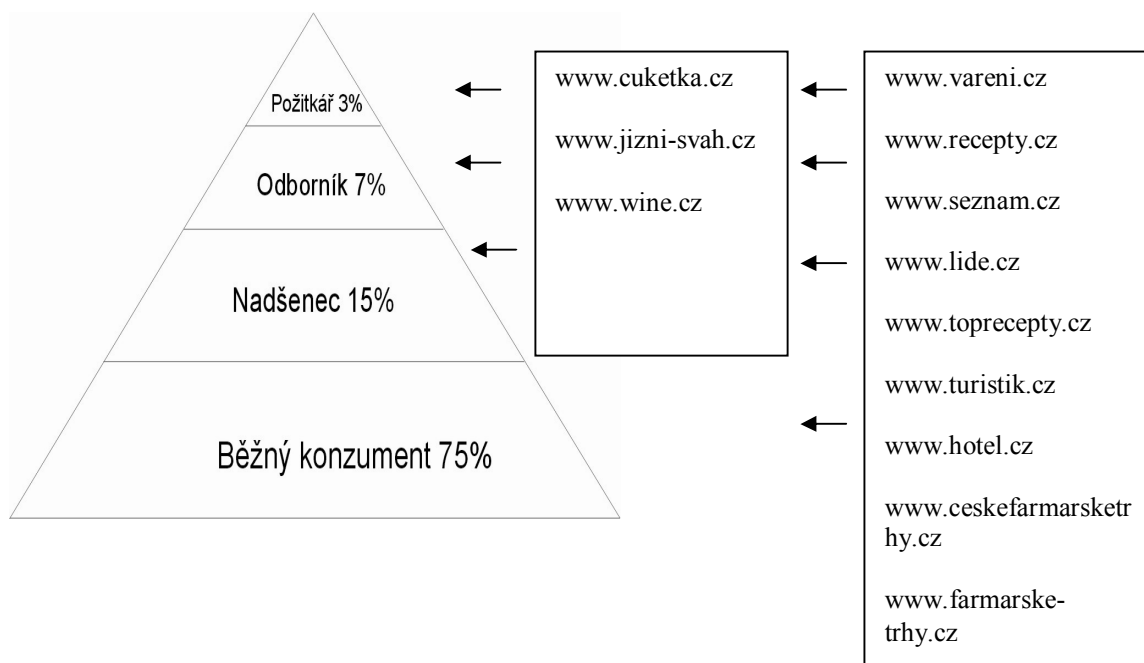 Požitkář 3%
Odborník 7%
Nadšenec 15%
Běžný konzument 75%
www.cuketka.cz
www.jizni-svah.cz
www.wine.cz
www.vareni.cz
www.recepty.cz
www.seznam.cz
www.lide.cz
www.toprecepty.cz
www.turistik.cz
www.hotel.cz
www.ceskefarmarsketr
hy.cz
www.farmarske-
trhy.cz